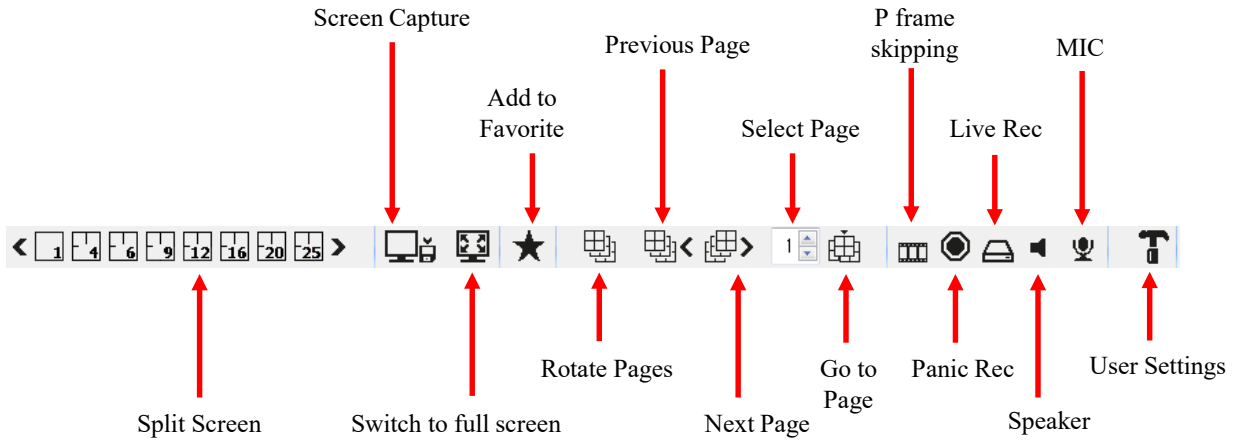 Screen Capture
P frame
skipping
Previous Page
MIC
Add to
Favorite
Select Page
Live Rec
1 4 6 9 12 16 20 25
1
Rotate Pages
Go to
Page
Panic Rec
User Settings
Split Screen
Switch to full screen
Next Page
Speaker